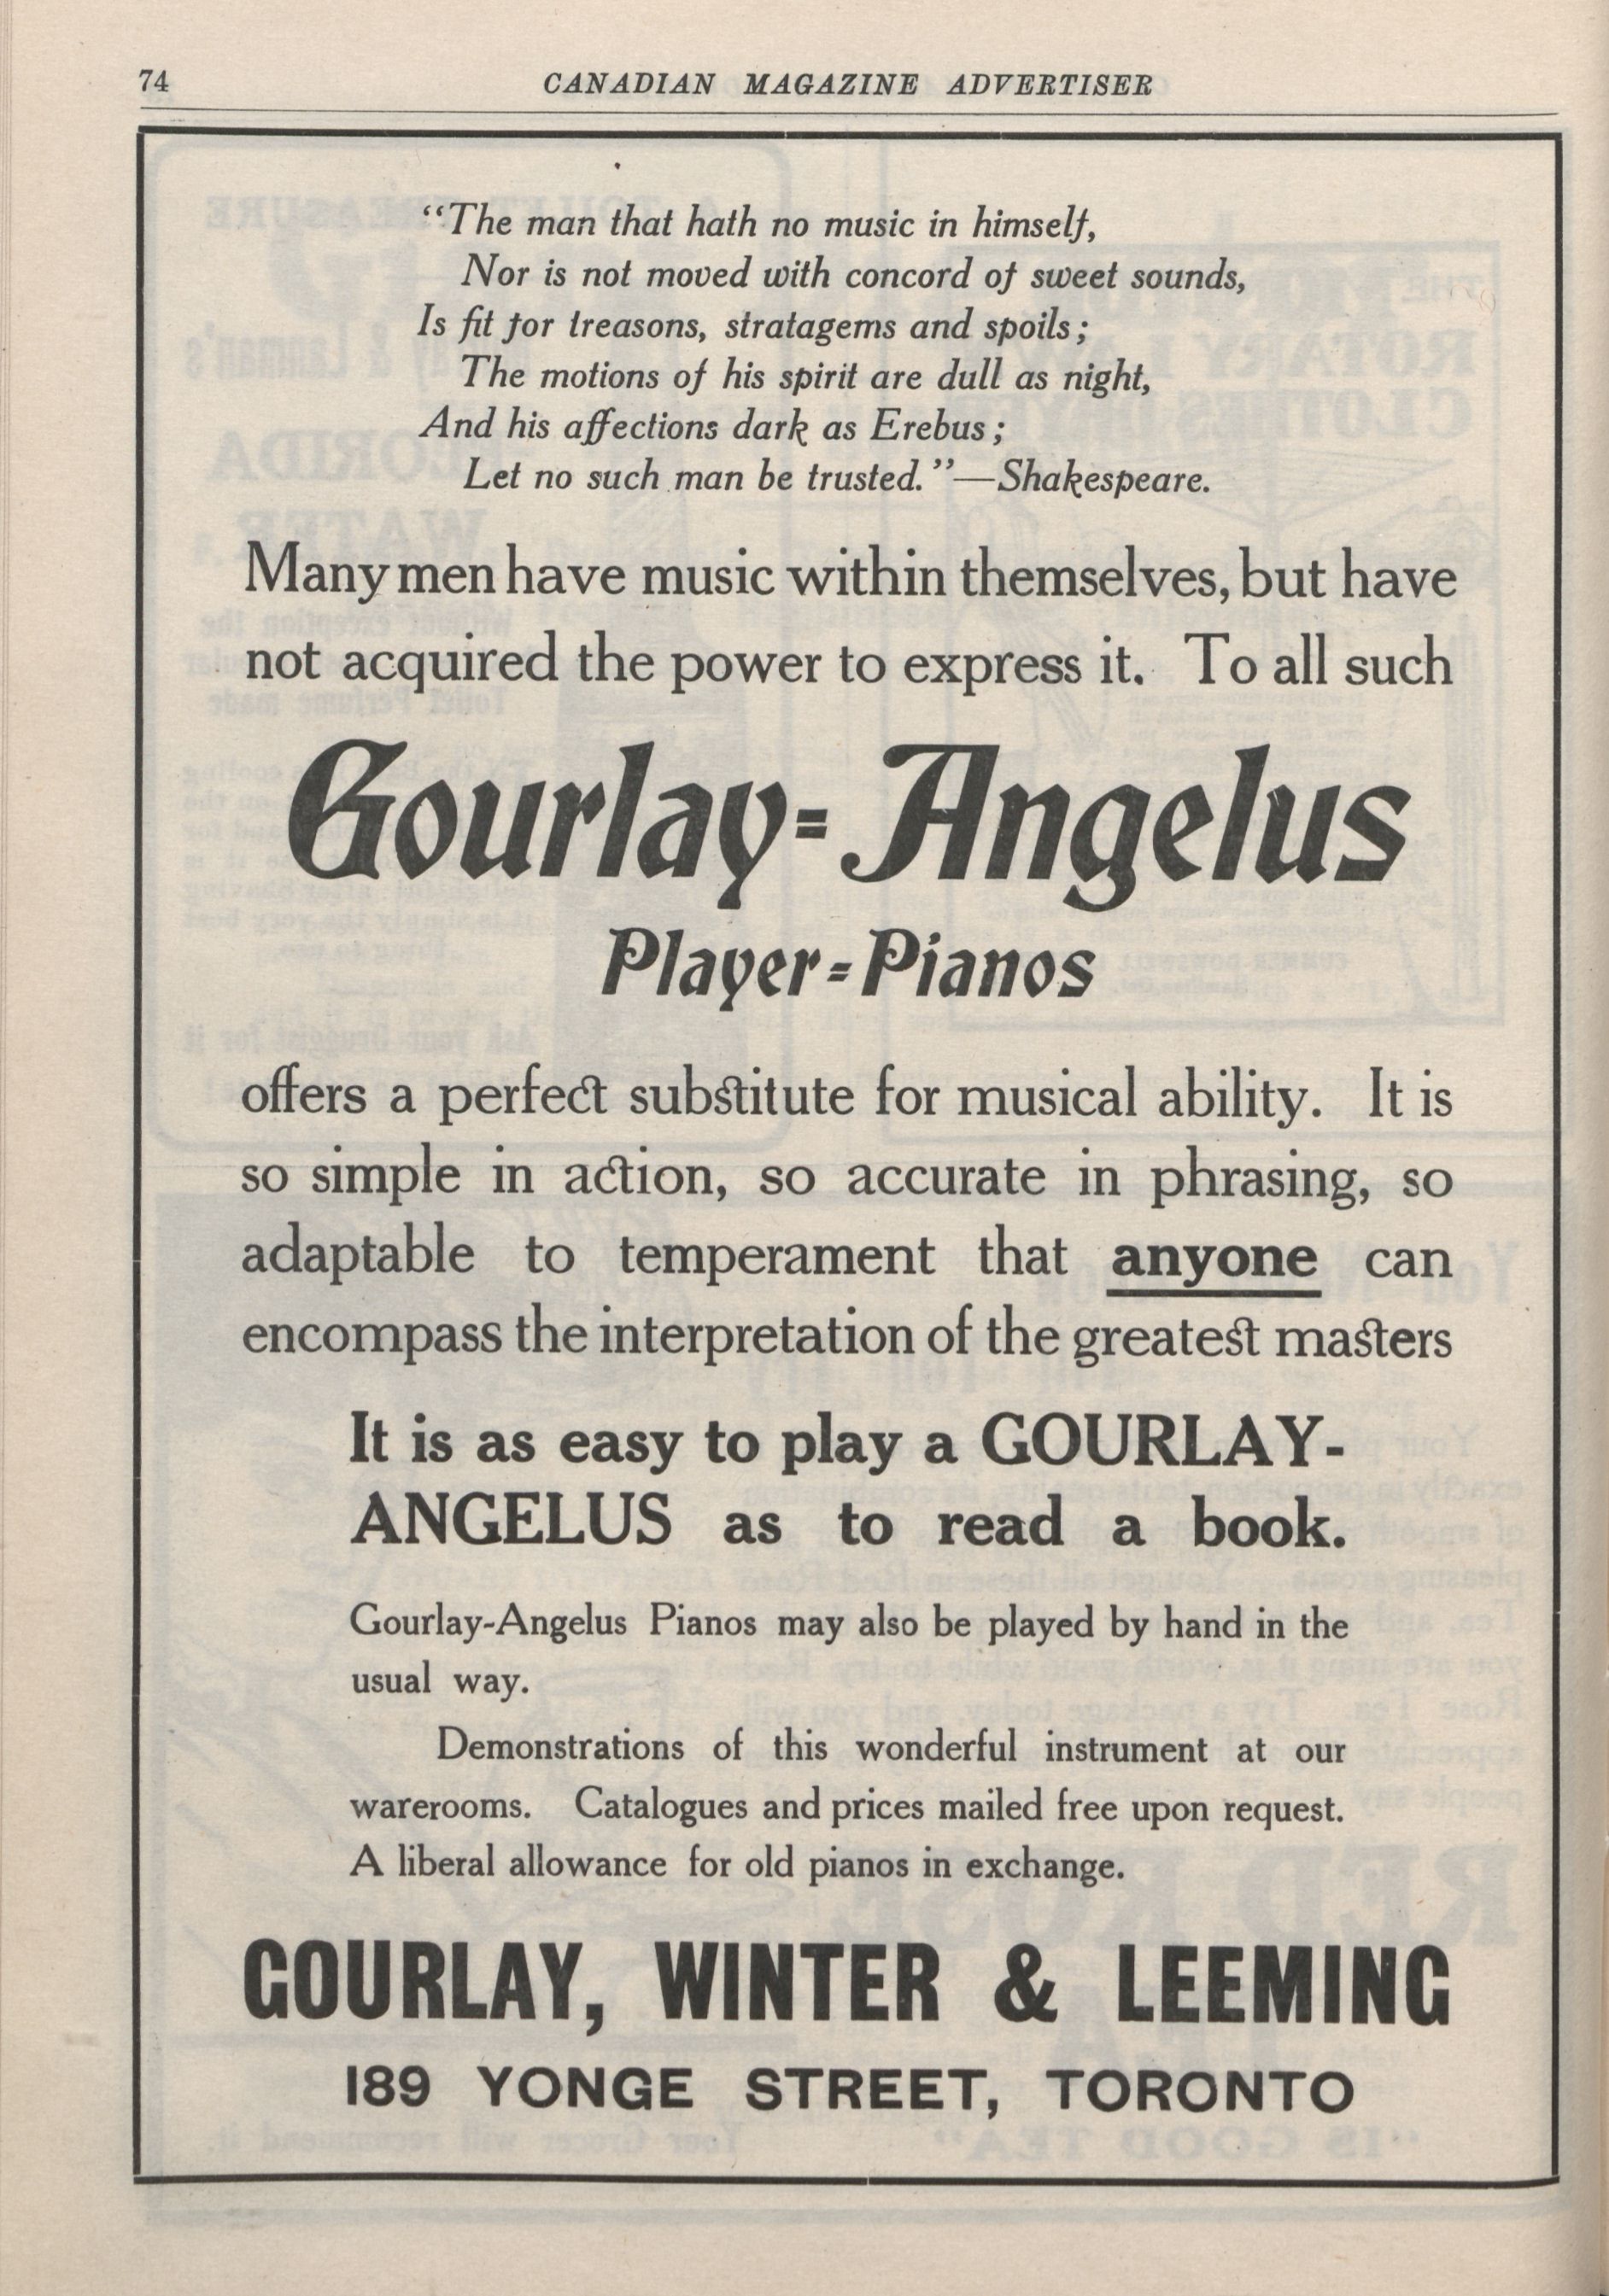 74
CANADIAN MAGAZINE ADVERTISER
“The man that hath no music in himself,
Nor is not moved with concord of sweet sounds,
Is fit for treasons, stratagems and spoils;
The motions of his spirit are dull as night,
And his affections dark as Erebus;
Let no such man be trusted.”—Shakespeare.
Many men have music within themselves, but have
not acquired the power to express it. To all such
Gourlay-Angelus
Player-Pianos
offers a perfect substitute for musical ability. It is
so simple in action, so accurate in phrasing, so
adaptable to temperament that anyone can
encompass the interpretation of the greatest masters
It is as easy to play a GOURLAY-
ANGELUS as to read a book.
Gourlay-Angelus Pianos may also be played by hand in the
usual way.
Demonstrations of this wonderful instrument at our
warerooms. Catalogues and prices mailed free upon request.
A liberal allowance for old pianos in exchange.
GOURLAY, WINTER & LEEMING
189 YONGE STREET, TORONTO